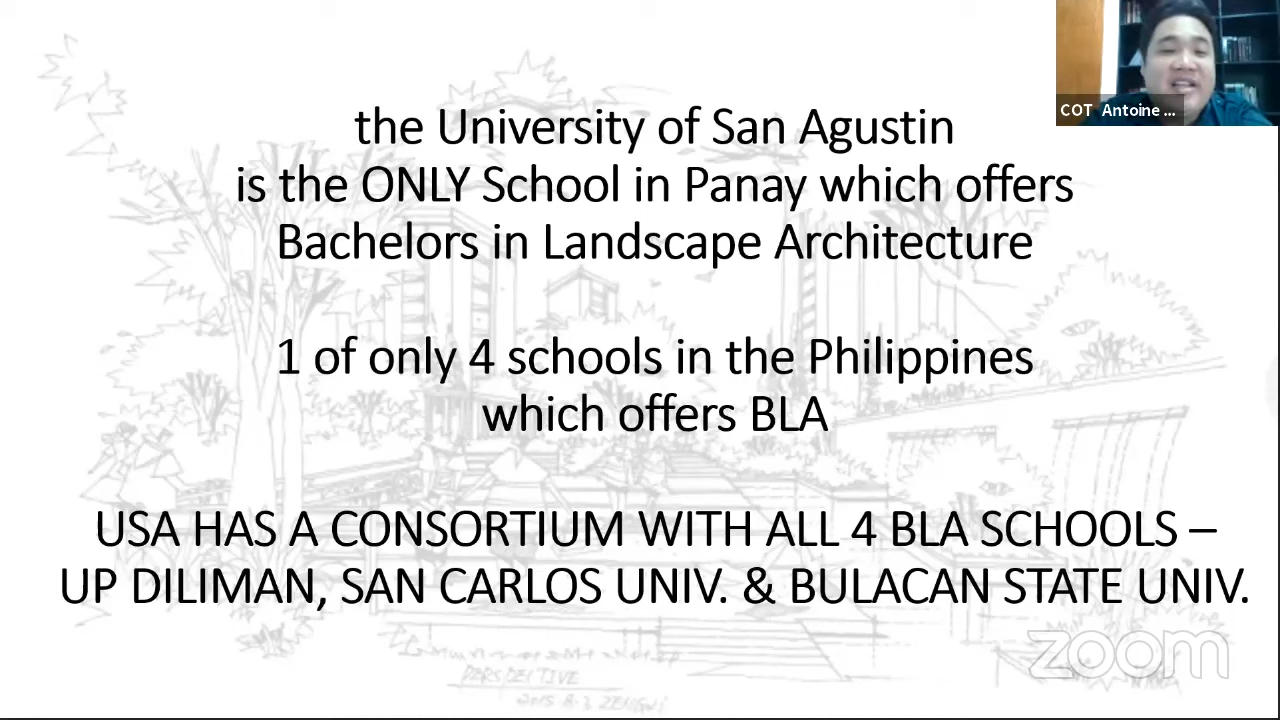 COT Antoine ...
the University of San Agustin
is the ONLY School in Panay which offers
Bachelors in Landscape Architecture
1 of only 4 schools in the Philippines
which offers BLA
USA HAS A CONSORTIUM WITH ALL 4 BLA SCHOOLS –
UP DILIMAN, SAN CARLOS UNIV. & BULACAN STATE UNIV.
zoom
PERSPECTIVE